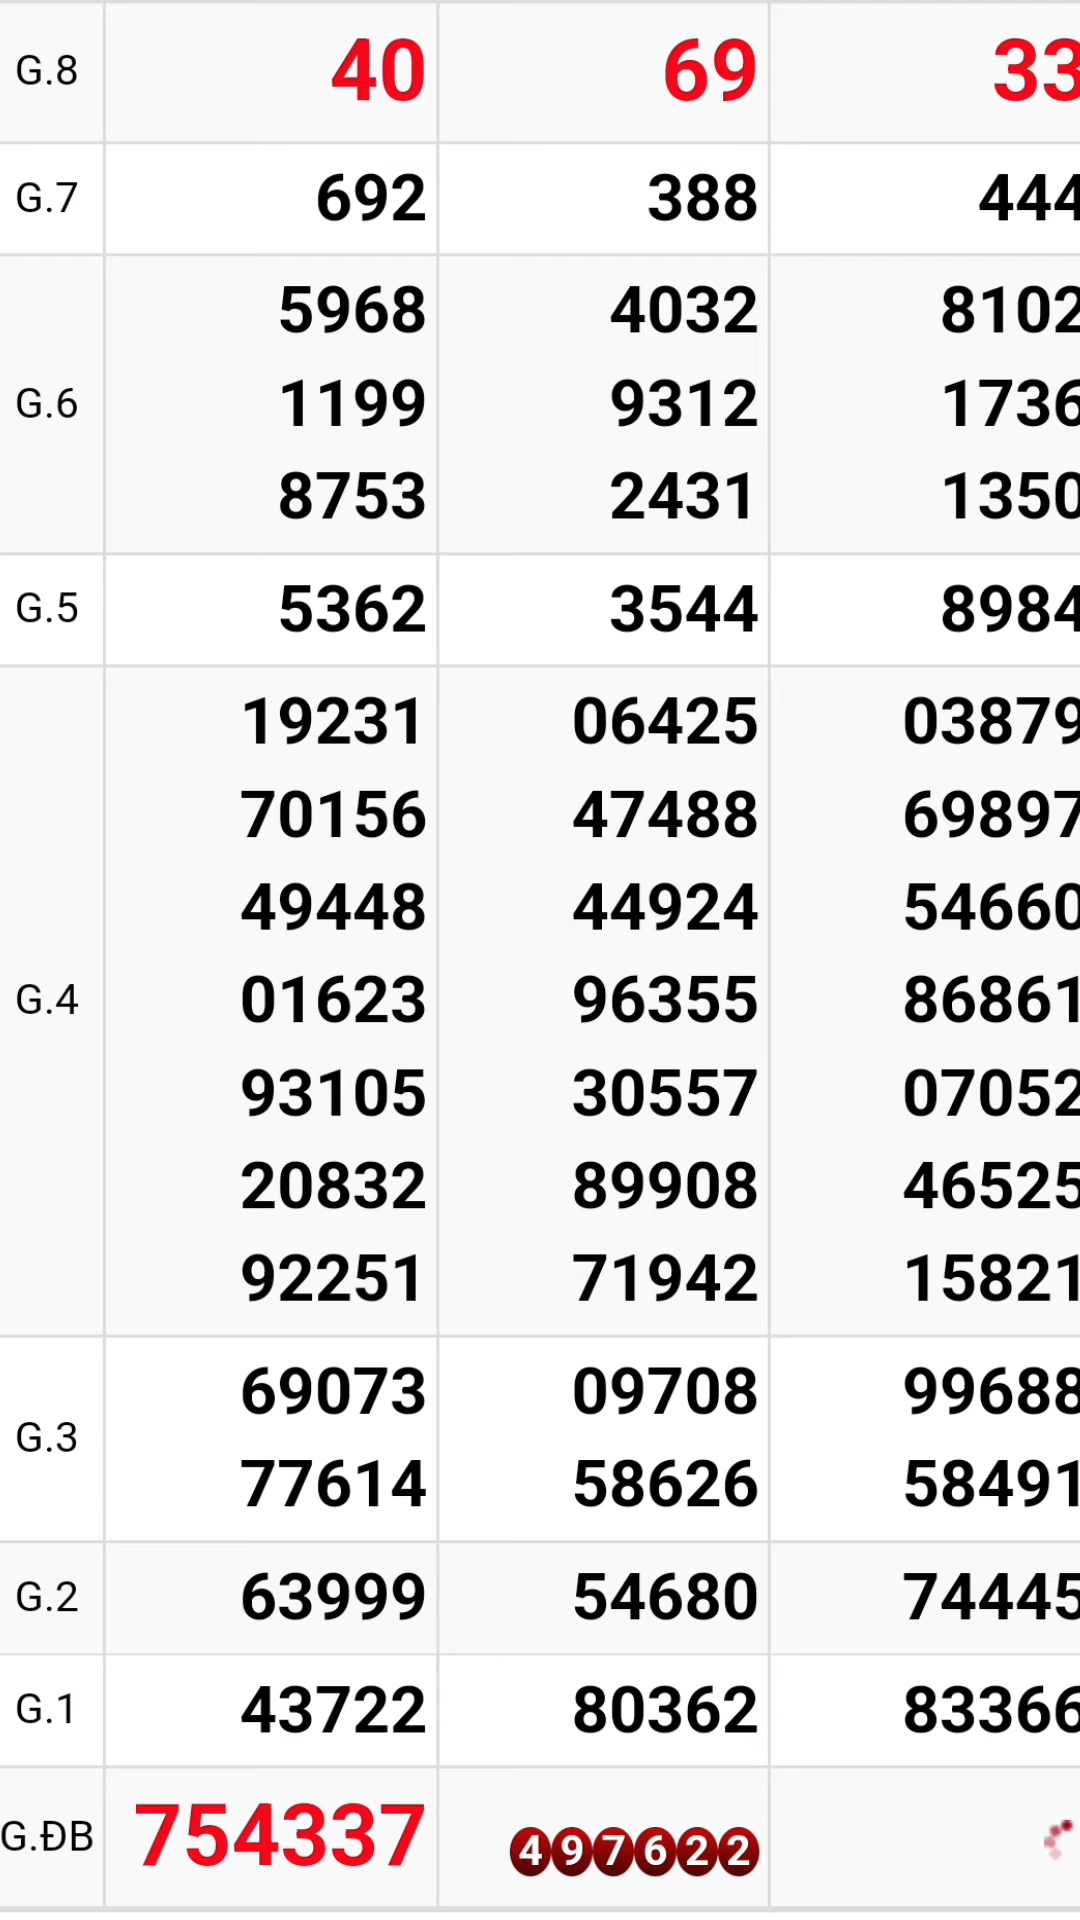 G.8 40 69 33
G.7 692 388 444
5968 4032 8102
G.6 1199 9312 1736
8753 2431 1350
G.5 5362 3544 8984
19231 06425 03879
70156 47488 69897
49448 44924 54660
G.4 01623 96355 86861
93105 30557 07052
20832 89908 46525
92251 71942 15821
G.3
69073 09708 99688
77614 58626 58491
G.2 63999 54680 74445
G.1 43722 80362 83366
G.ĐB 754337 497622